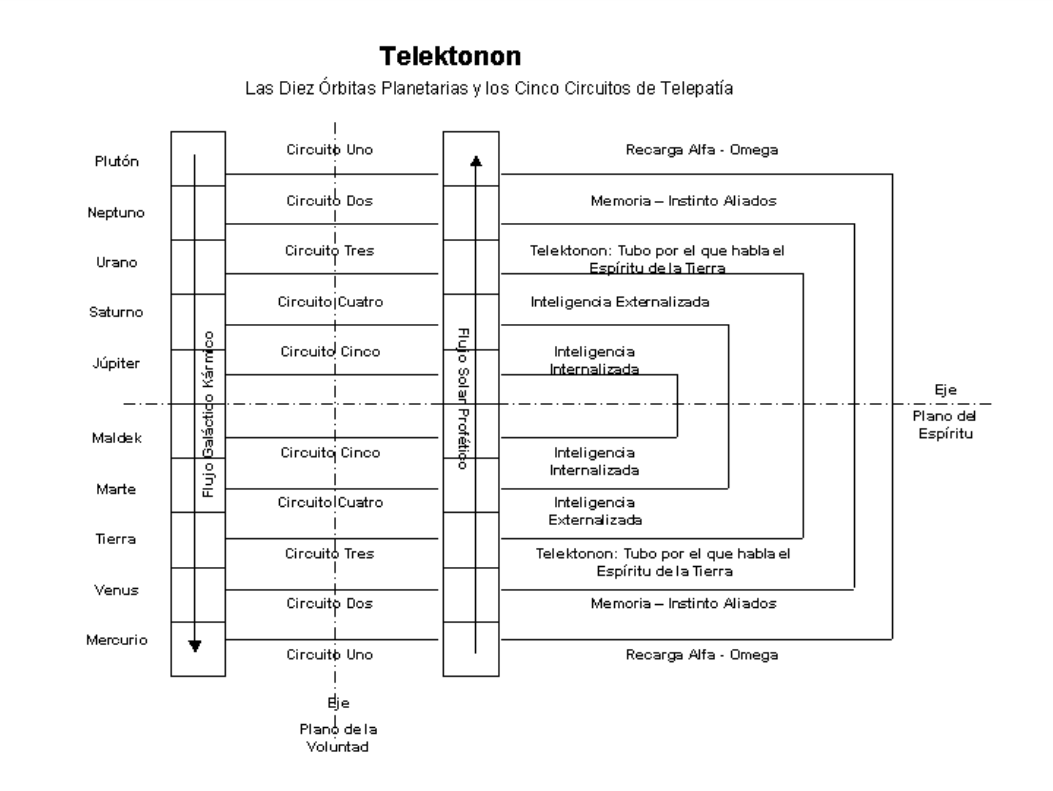 Telektonon
Las Diez Órbitas Planetarias y los Cinco Circuitos de Telepatía
Plutón
Circuito Uno
Recarga Alfa - Omega
Neptuno
Circuito Dos
Memoria – Instinto Aliados
Urano
Circuito Tres
Telektonon: Tubo por el que habla el
Espíritu de la Tierra
Saturno
Circuito Cuatro
Inteligencia Externalizada
Júpiter
Circuito Cinco
Inteligencia
Internalizada
Flujo Galáctico Kármico
Flujo Solar Profético
Eje
Plano del
Espíritu
Maldek
Circuito Cinco
Inteligencia
Internalizada
Marte
Circuito Cuatro
Inteligencia
Externalizada
Tierra
Circuito Tres
Telektonon: Tubo por el que habla el
Espíritu de la Tierra
Venus
Circuito Dos
Memoria – Instinto Aliados
Mercurio
Circuito Uno
Recarga Alfa - Omega
Eje
Plano de la
Voluntad